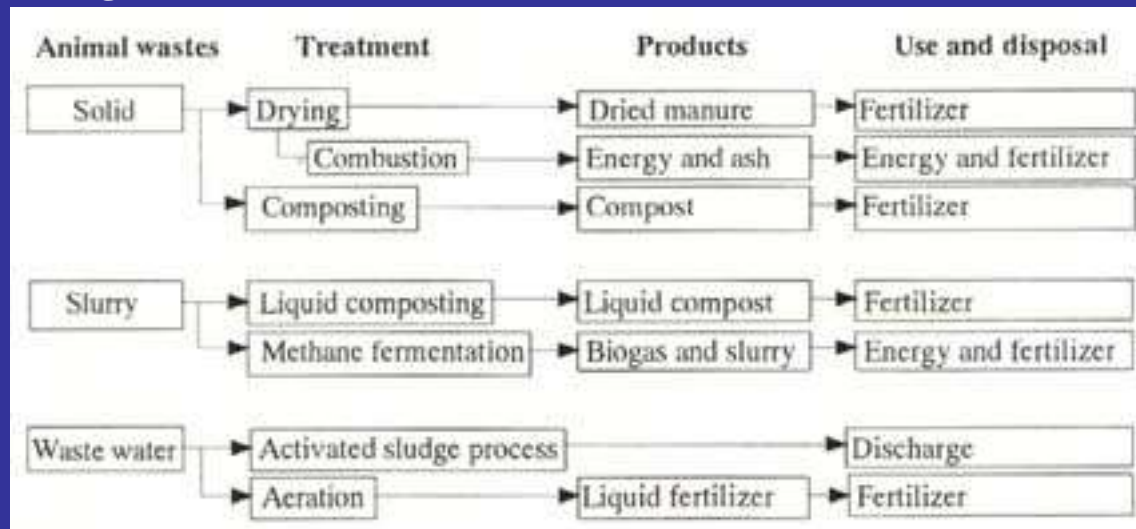 Animal wastes Treatment Products Use and disposal
Solid Drying Dried manure Fertilizer
Combustion Energy and ash Energy and fertilizer
Composting Compost Fertilizer
Slurry Liquid composting Liquid compost Fertilizer
Methane fermentation Biogas and slurry Energy and fertilizer
Waste water Activated sludge process Discharge
Aeration Liquid fertilizer Fertilizer